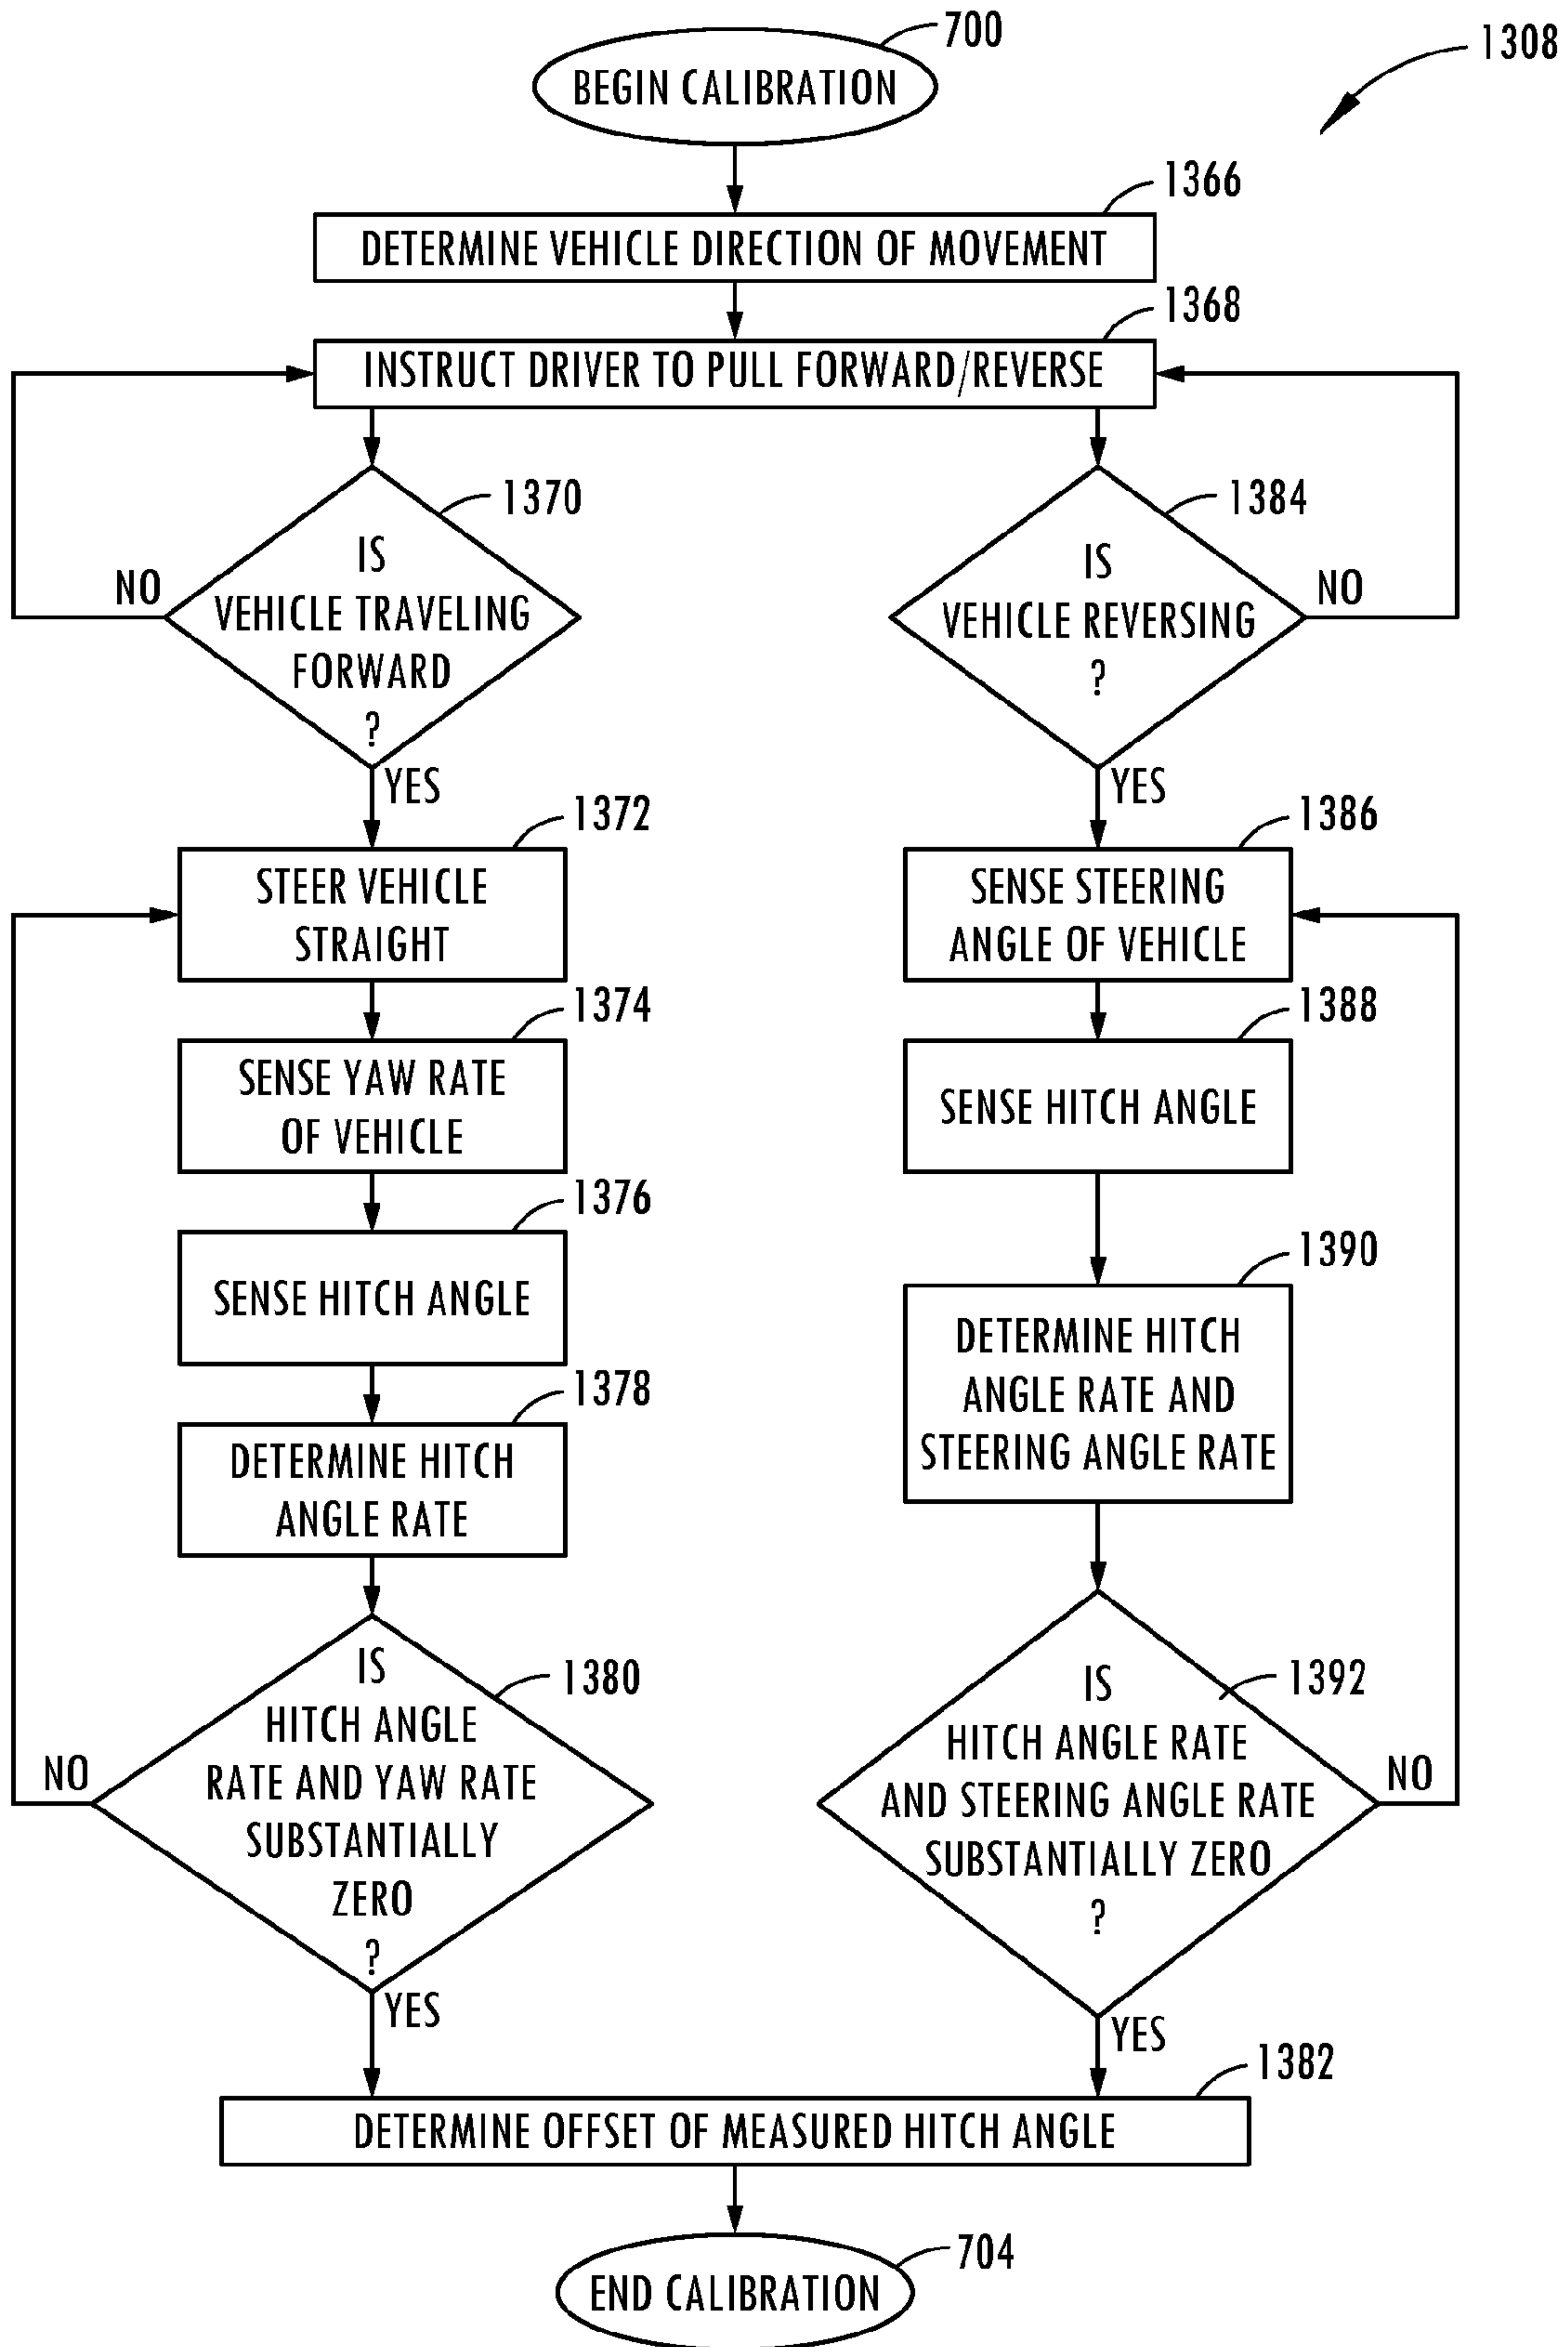 700
1308
BEGIN CALIBRATION
1366
DETERMINE VEHICLE DIRECTION OF MOVEMENT
1368
INSTRUCT DRIVER TO PULL FORWARD/REVERSE
1370
IS
VEHICLE TRAVELING
FORWARD
?
NO
YES
1372
STEER VEHICLE
STRAIGHT
1374
SENSE YAW RATE
OF VEHICLE
1376
SENSE HITCH ANGLE
1378
DETERMINE HITCH
ANGLE RATE
1380
IS
HITCH ANGLE
RATE AND YAW RATE
SUBSTANTIALLY
ZERO
?
NO
YES
1384
IS
VEHICLE REVERSING
?
NO
YES
1386
SENSE STEERING
ANGLE OF VEHICLE
1388
SENSE HITCH ANGLE
1390
DETERMINE HITCH
ANGLE RATE AND
STEERING ANGLE RATE
1392
IS
HITCH ANGLE RATE
AND STEERING ANGLE RATE
SUBSTANTIALLY ZERO
?
NO
YES
1382
DETERMINE OFFSET OF MEASURED HITCH ANGLE
704
END CALIBRATION